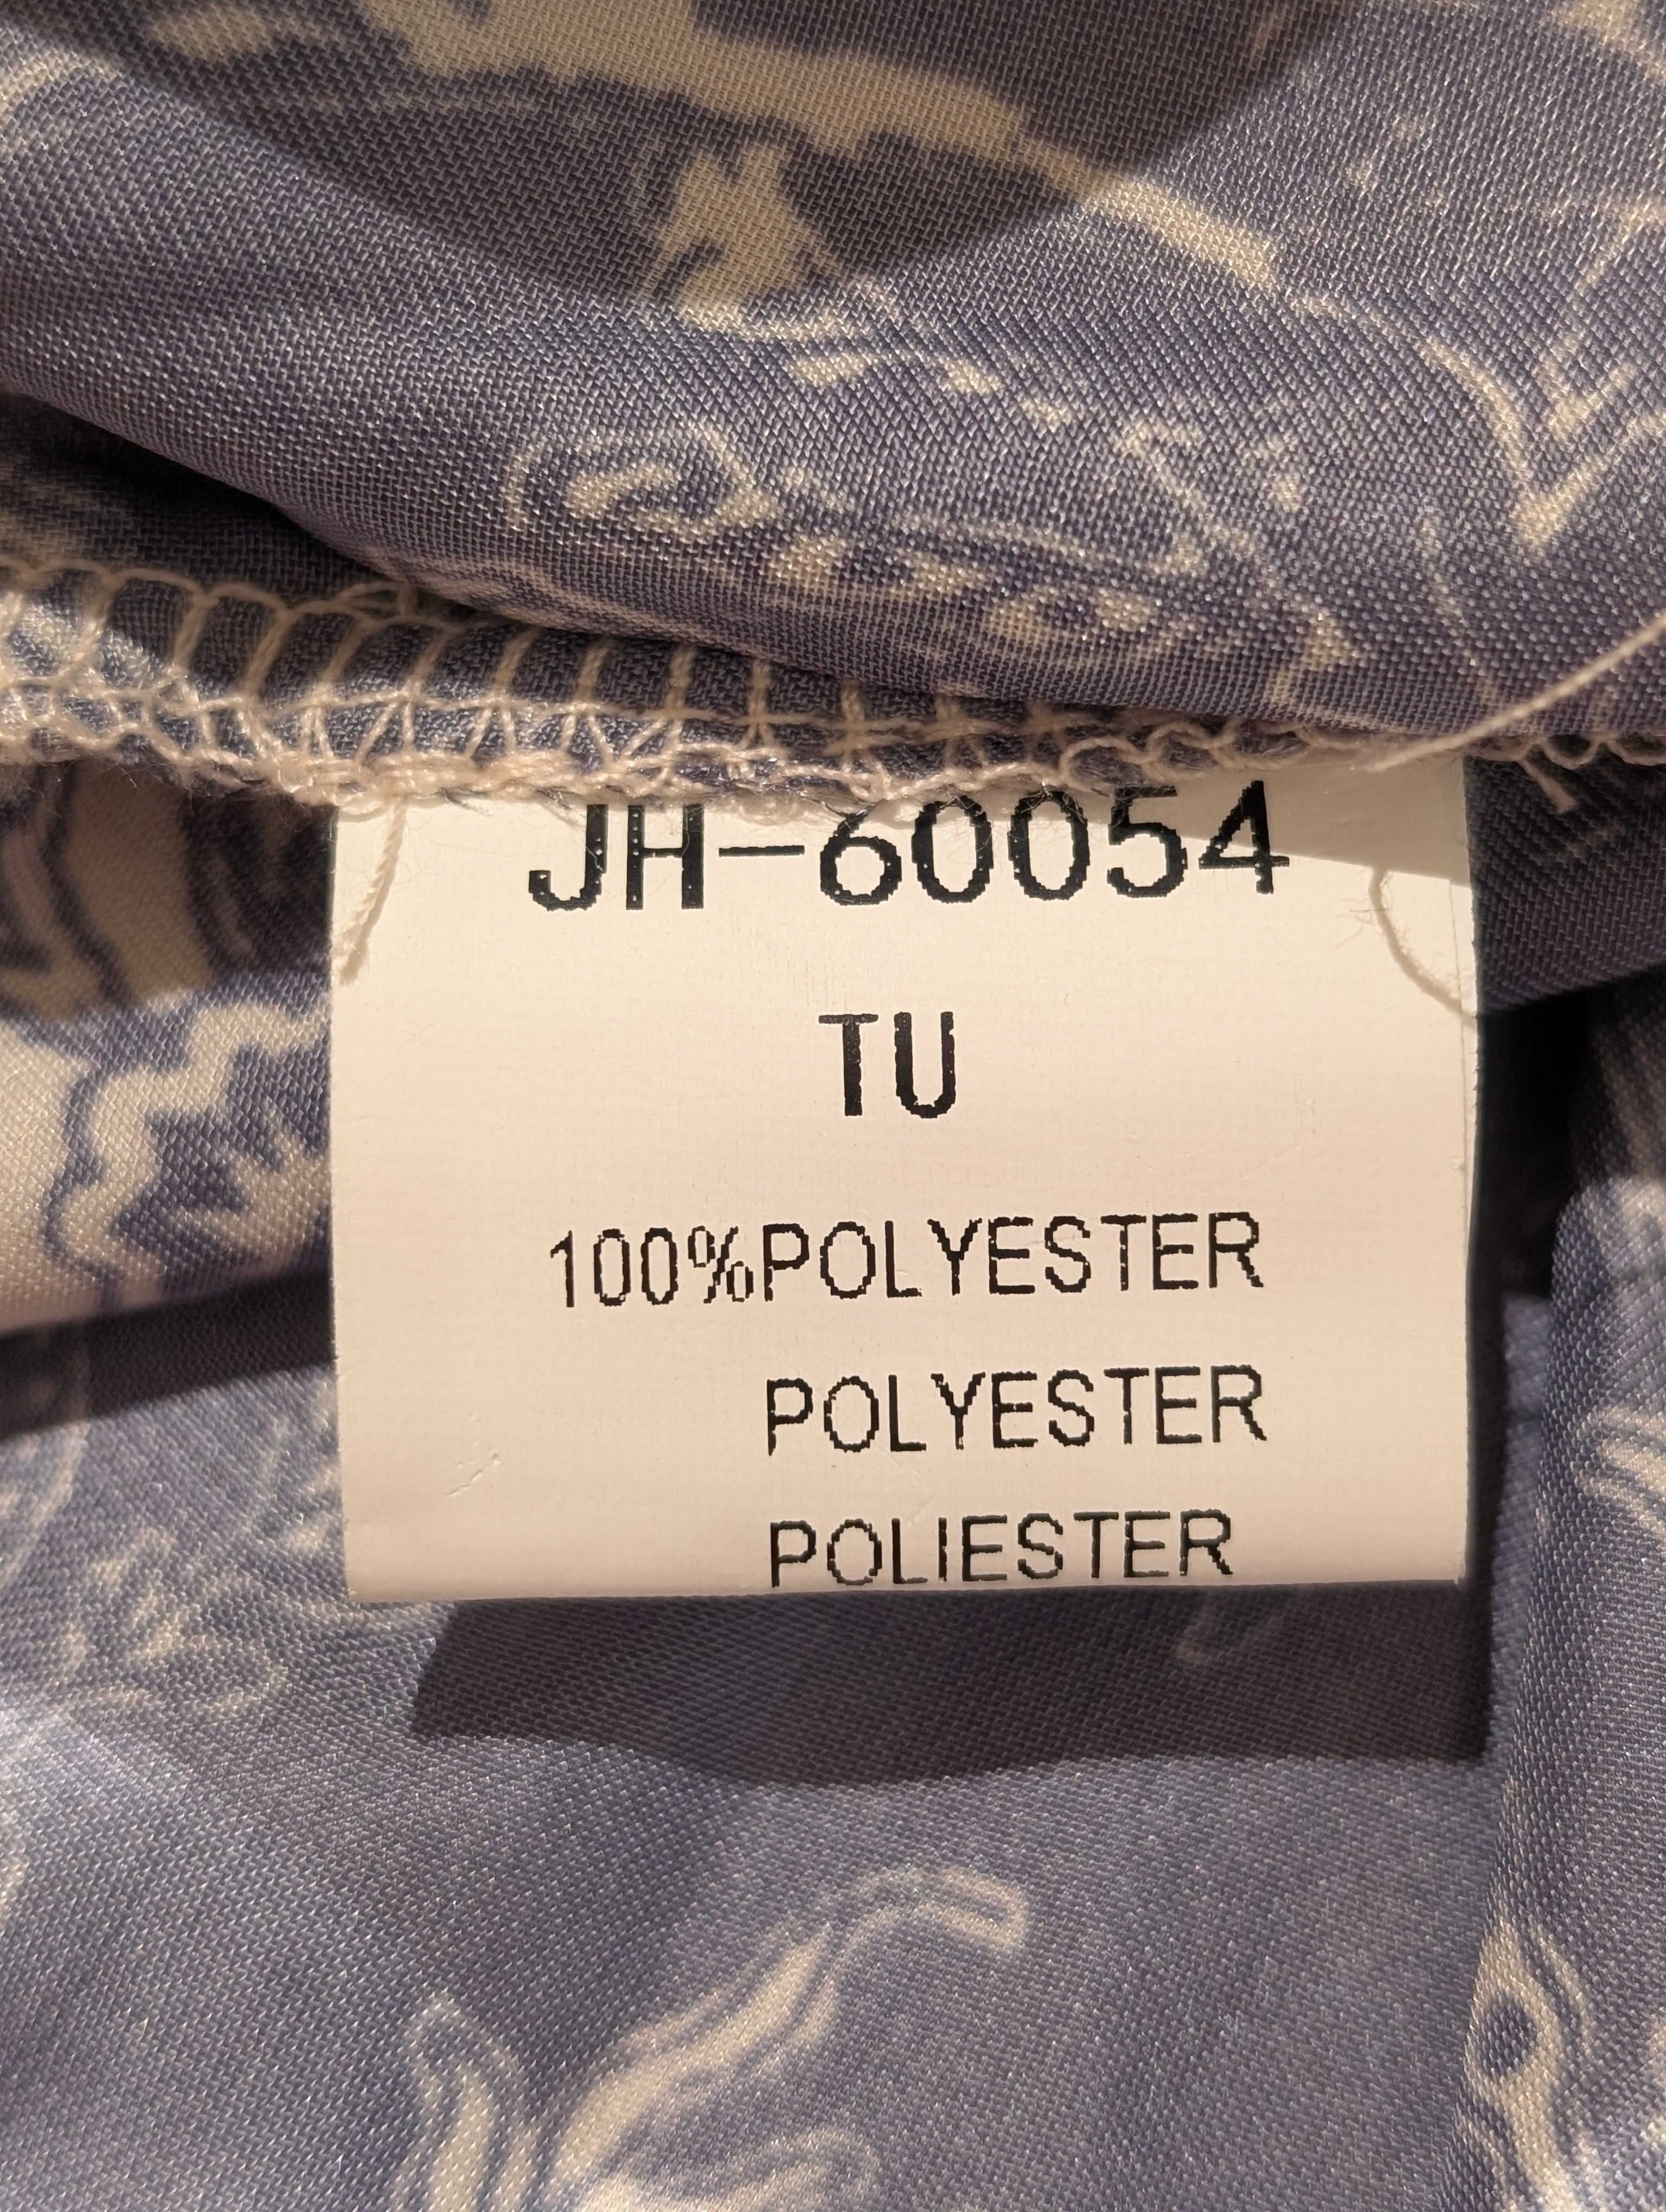 JH-60054
TU
100%POLYESTER
POLYESTER
POLIESTER